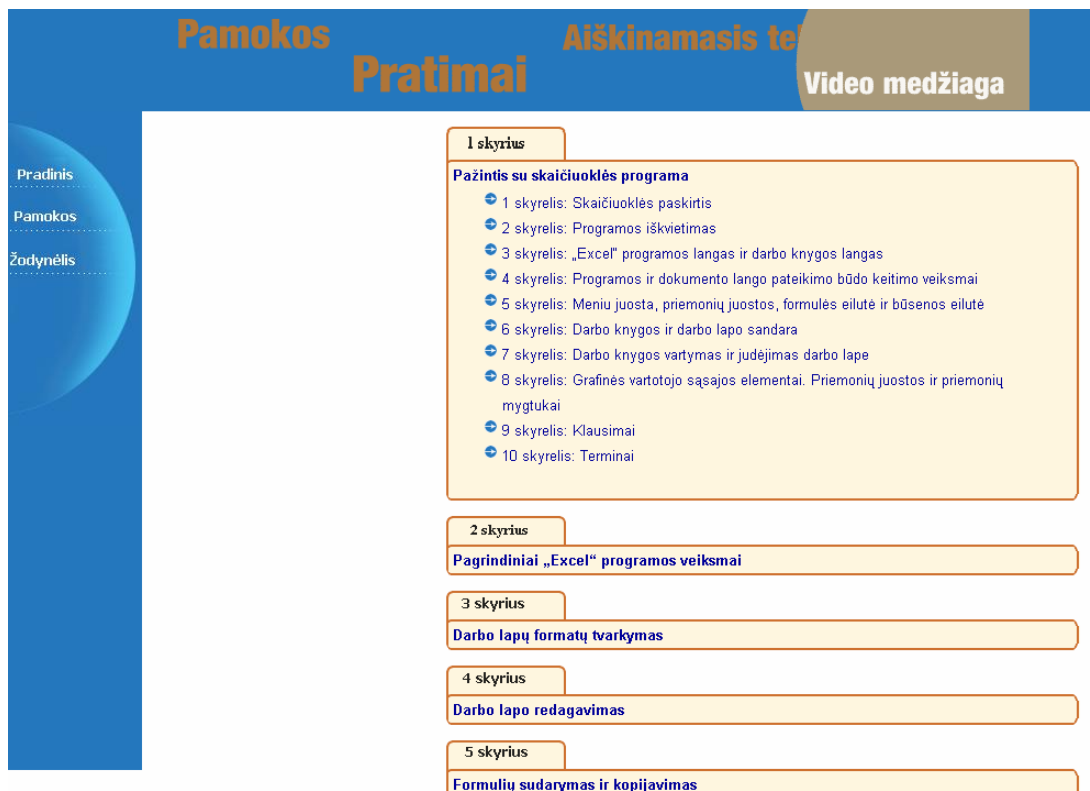 Pamokos
Pratimai
Aiškinamasis
Video medžiaga
Pradinis
Pamokos
Žodynėlis
1 skyrius
Pažintis su skaičiuoklės programa
1 skyrelis: Skaičiuoklės paskirtis
2 skyrelis: Programos iškvietimas
3 skyrelis: „Excel" programos langas ir darbo knygos langas
4 skyrelis: Programos ir dokumento lango pateikimo būdo keitimo veiksmai
5 skyrelis: Meniu juosta, priemonių juostos, formulės eilutė ir būsenos eilutė
6 skyrelis: Darbo knygos ir darbo lapo sandara
7 skyrelis: Darbo knygos vartymas ir judėjimas darbo lape
8 skyrelis: Grafinės vartotojo sąsajos elementai. Priemonių juostos ir priemonių
mygtukai
9 skyrelis: Klausimai
10 skyrelis: Terminai
2 skyrius
Pagrindiniai „Excel“ programos veiksmai
3 skyrius
Darbo lapų formatų tvarkymas
4 skyrius
Darbo lapo redagavimas
5 skyrius
Formulių sudarymas ir kopijavimas